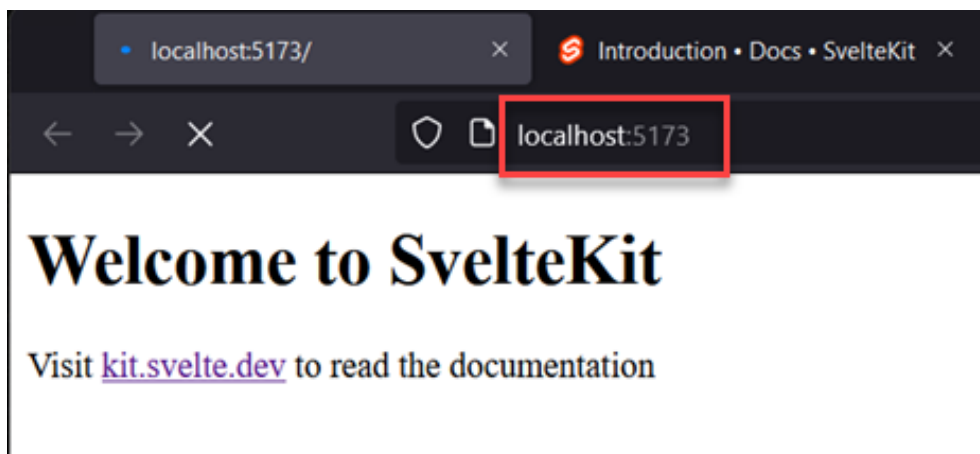 localhost:5173/
Introduction • Docs • SvelteKit
localhost:5173
Welcome to SvelteKit
Visit kit.svelte.dev to read the documentation